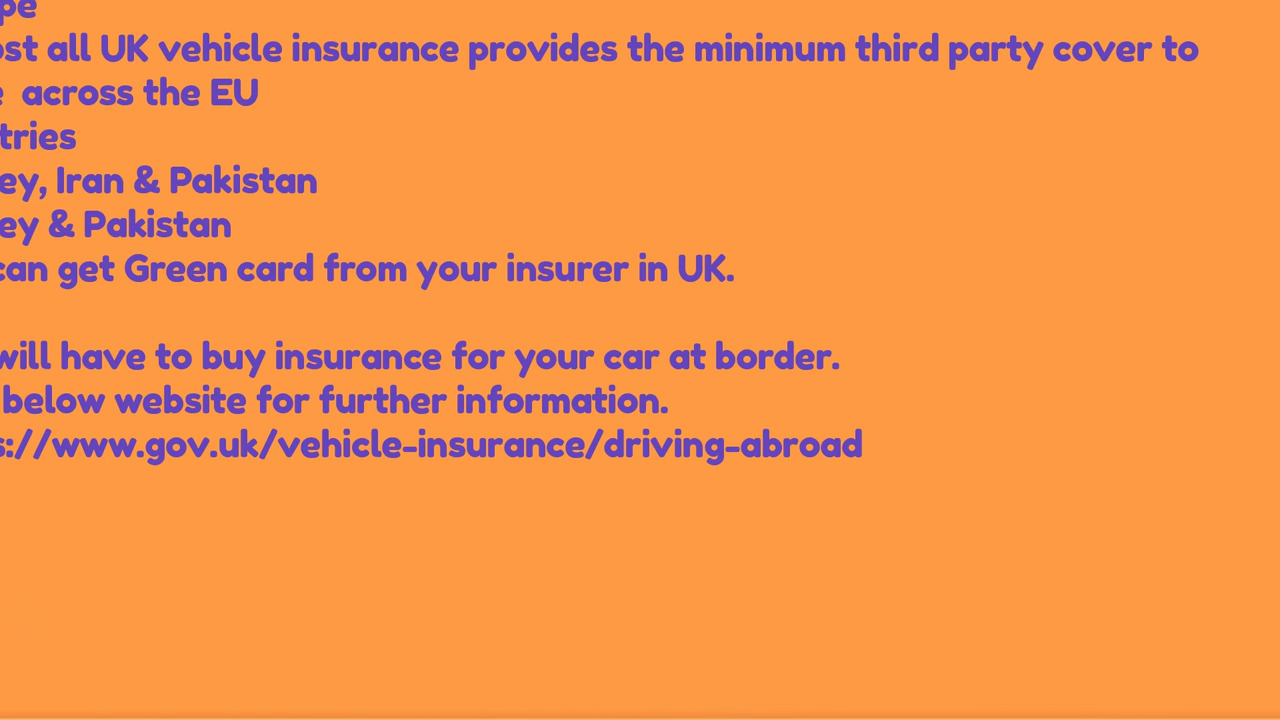 pe
ost all UK vehicle insurance provides the minimum third party cover to
e across the EU
tries
ey, Iran & Pakistan
ey & Pakistan
can get Green card from your insurer in UK.
will have to buy insurance for your car at border.
below website for further information.
s://www.gov.uk/vehicle-insurance/driving-abroad